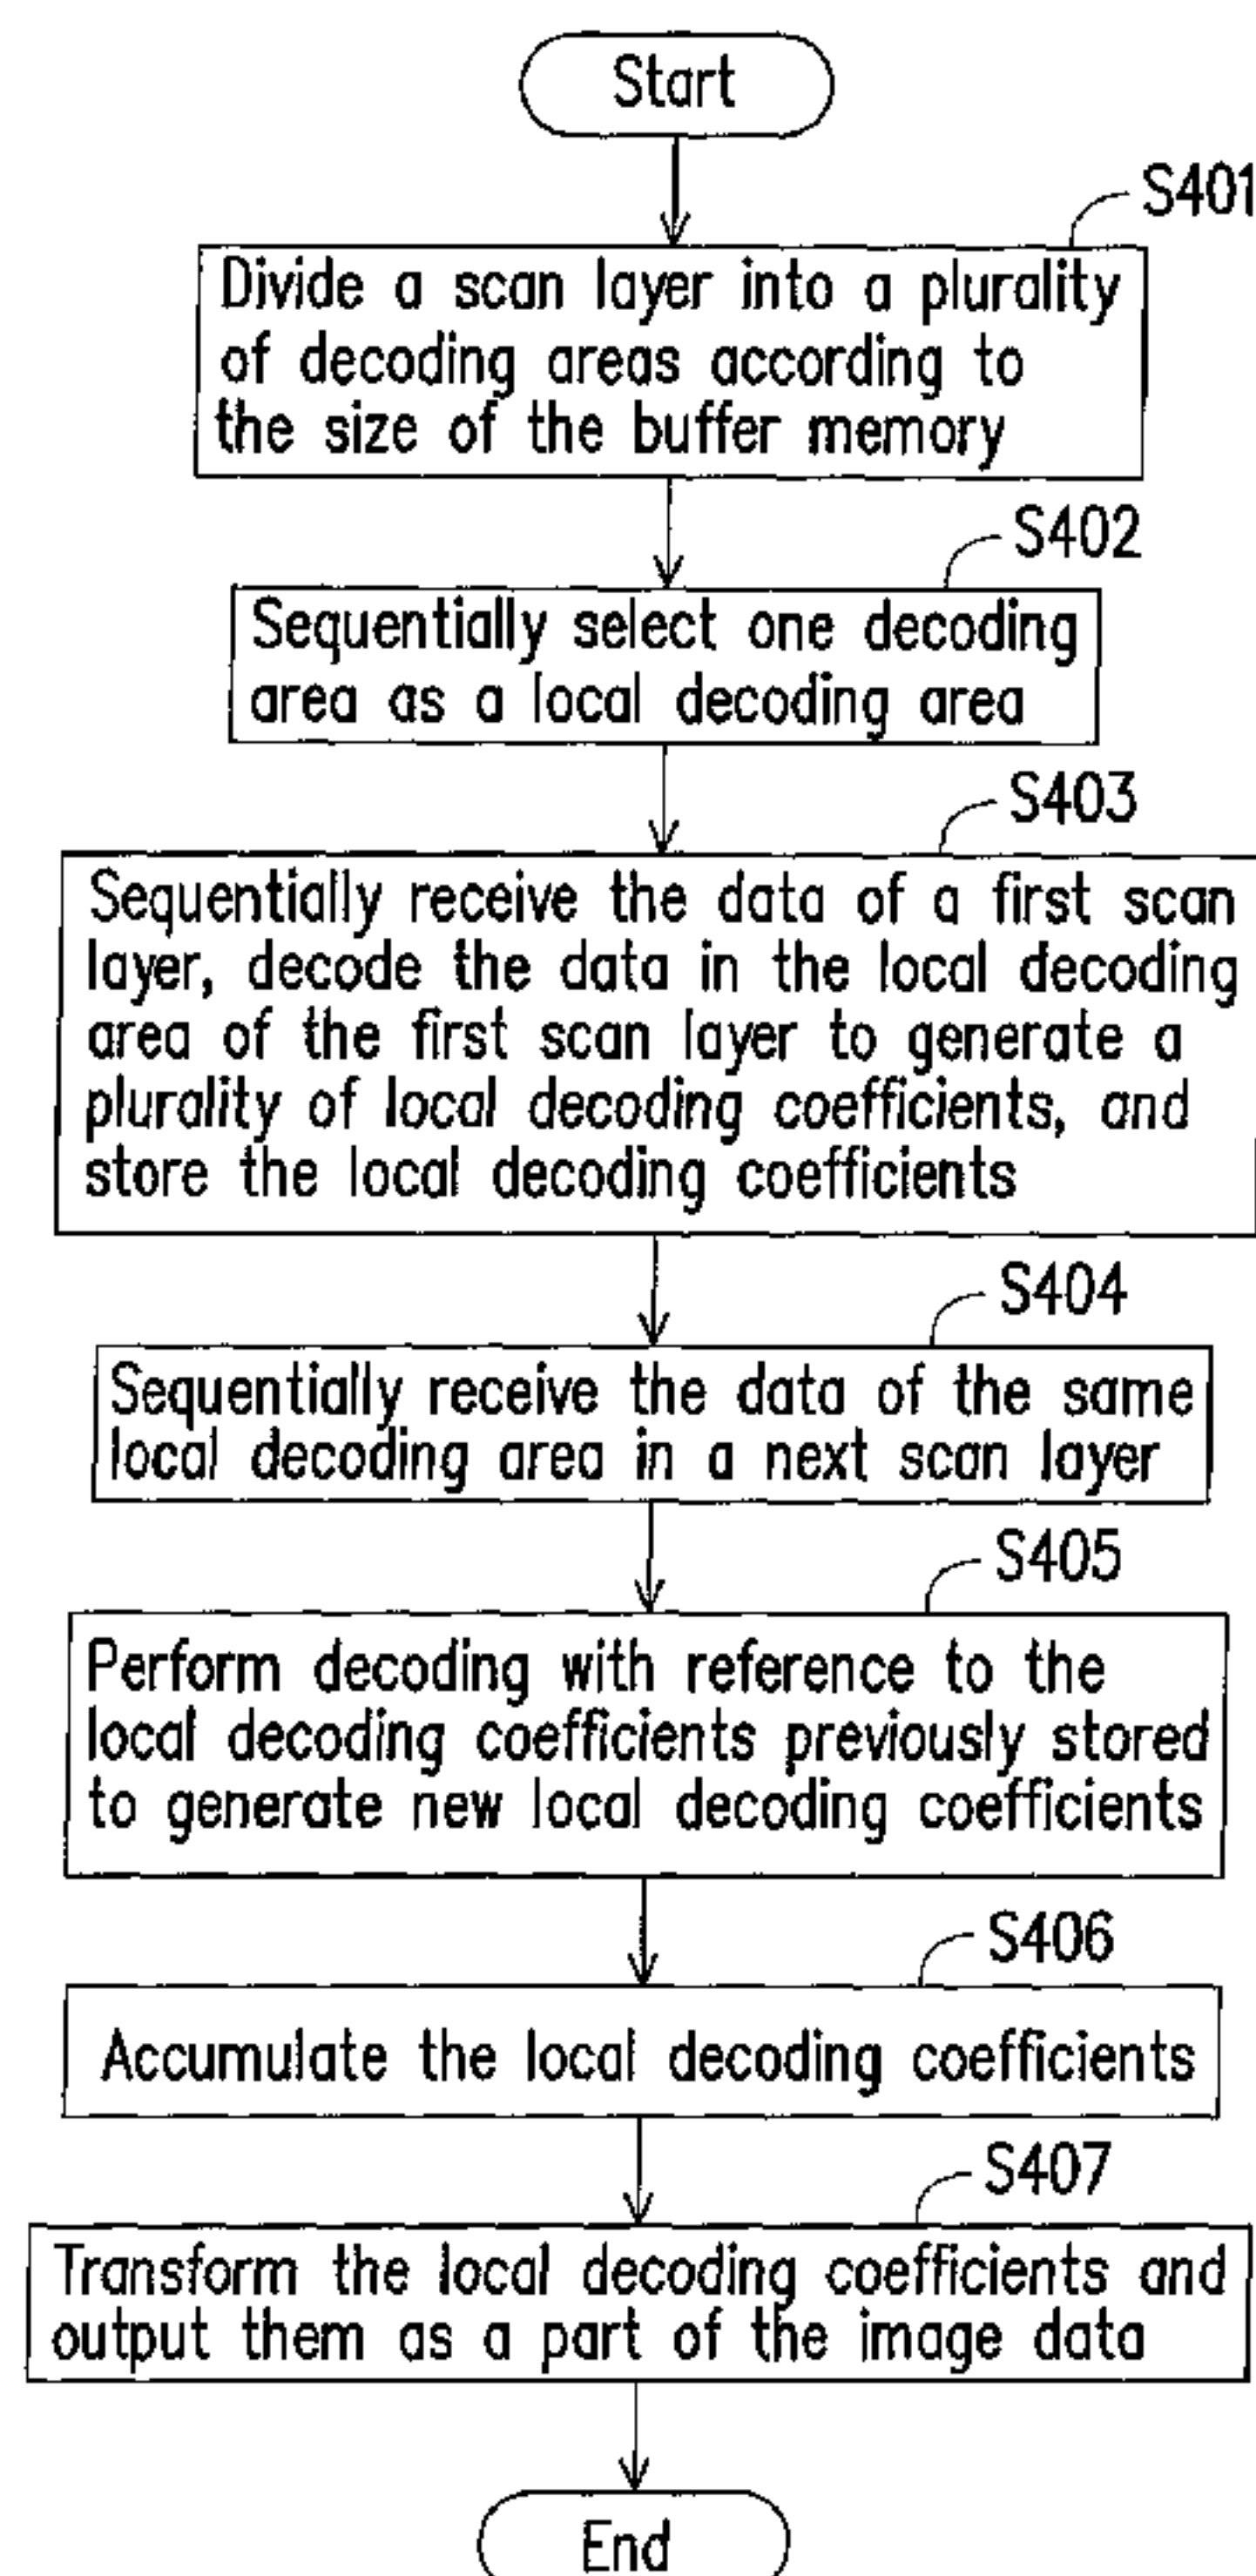 Start
S401
Divide a scan layer into a plurality
of decoding areas according to
the size of the buffer memory
S402
Sequentially select one decoding
area as a local decoding area
S403
Sequentially receive the data of a first scan
layer, decode the data in the local decoding
area of the first scan layer to generate a
plurality of local decoding coefficients, and
store the local decoding coefficients
S404
Sequentially receive the data of the same
local decoding area in a next scan layer
S405
Perform decoding with reference to the
local decoding coefficients previously stored
to generate new local decoding coefficients
S406
Accumulate the local decoding coefficients
S407
Transform the local decoding coefficients and
output them as a part of the image data
End